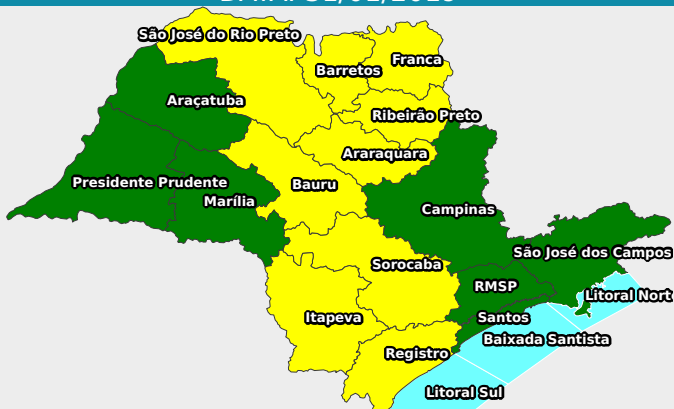 São José do Rio Preto
Franca
Barretos
Araçatuba
Ribeirão Preto
Araraquara
Presidente Prudente
Bauru
Marília
Campinas
São José dos Campos
Sorocaba
RMSP
Litoral Nort
Itapeva
Santos
Baixada Santista
Registro
Litoral Sul